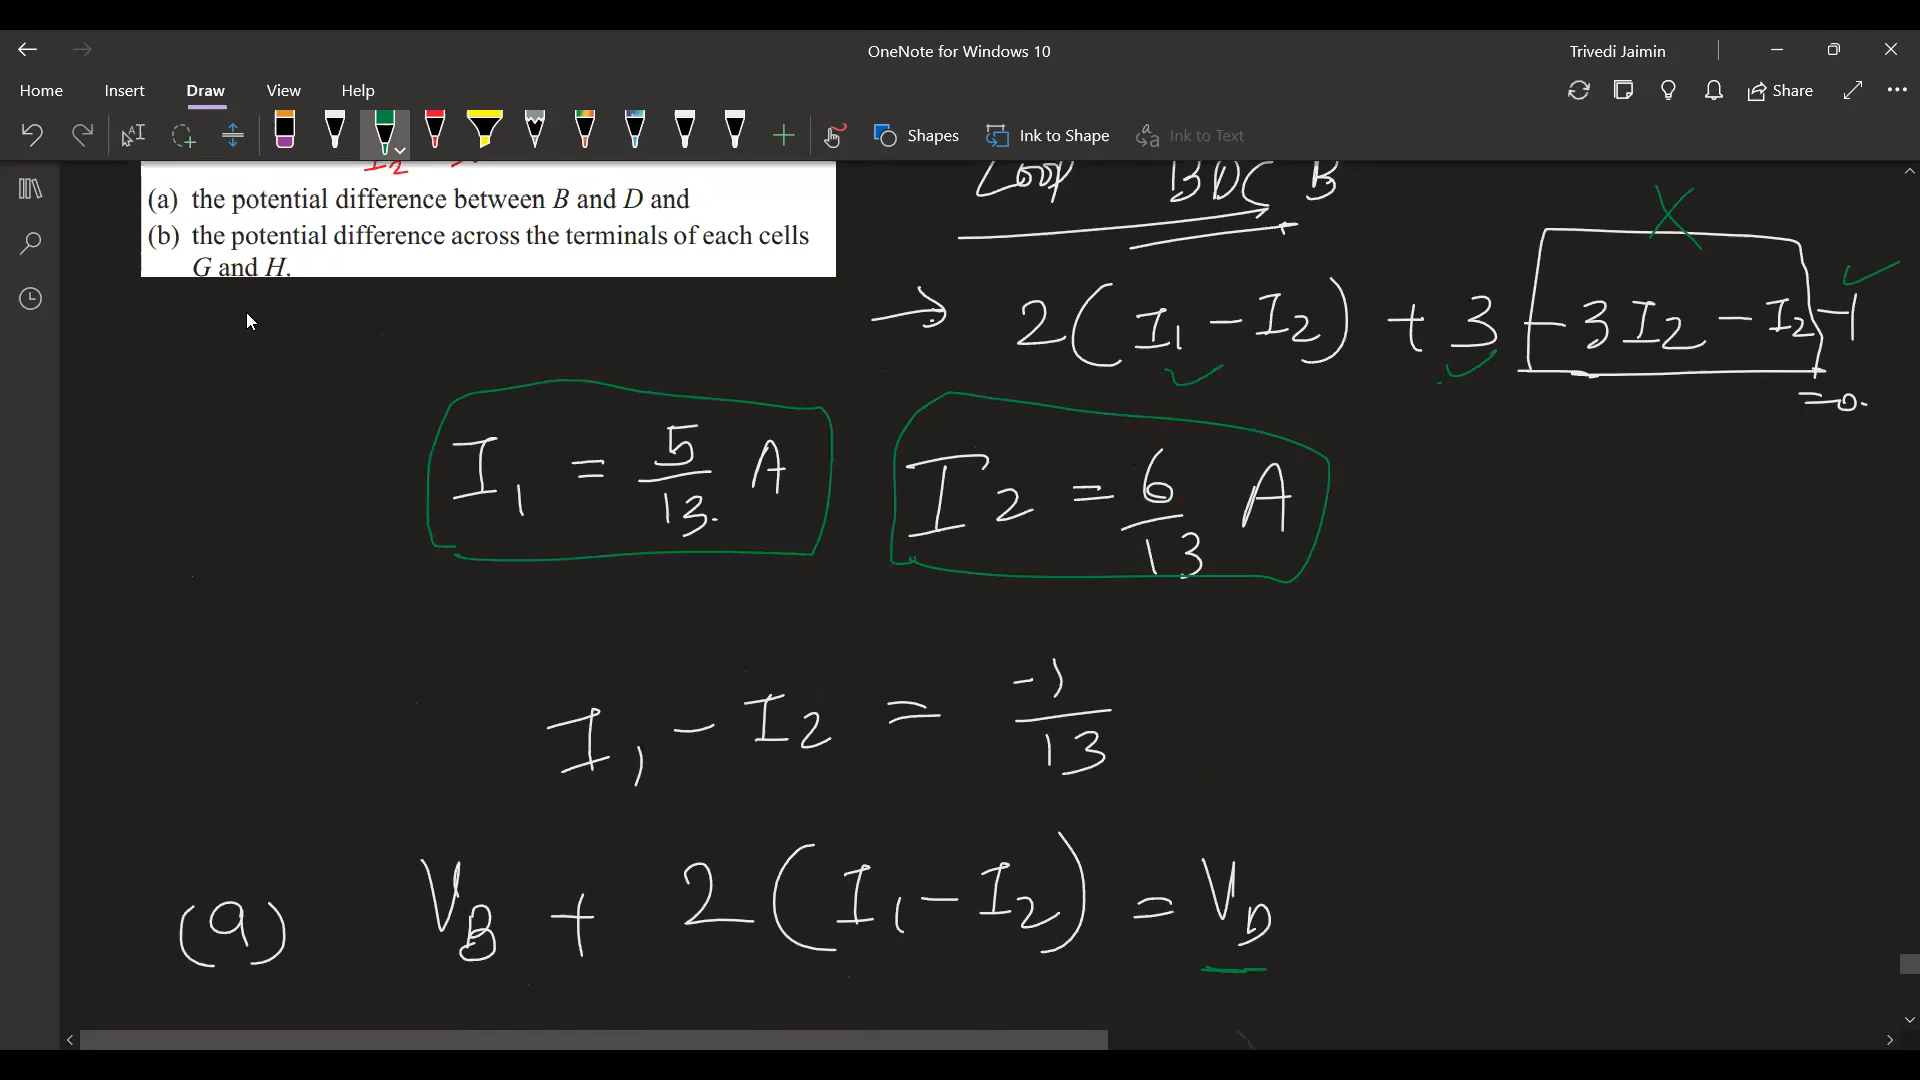 OneNote for Windows 10
Trivedi Jaimin
Home Insert Draw View Help
Share
Shapes Ink to Shape Ink to Text
I2
Loop BDCB
(a) the potential difference between B and D and
(b) the potential difference across the terminals of each cells
G and H.
→ 2(I1 - I2) + 3 - 3I2 - I2 - 1
=0.
I1 = 5/13. A
I2 = 6/13 A
I1 - I2 = -1/13
(a) VB + 2(I1 - I2) = VD